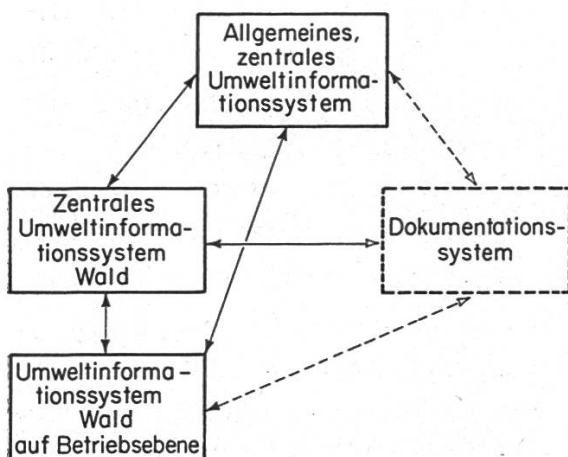 Allgemeines,
zentrales
Umweltinforma-
tionssystem
Zentrales
Umweltinforma-
tionssystem
Wald
Dokumentations-
system
Umweltinforma-
tionssystem
Wald
auf Betriebsebene